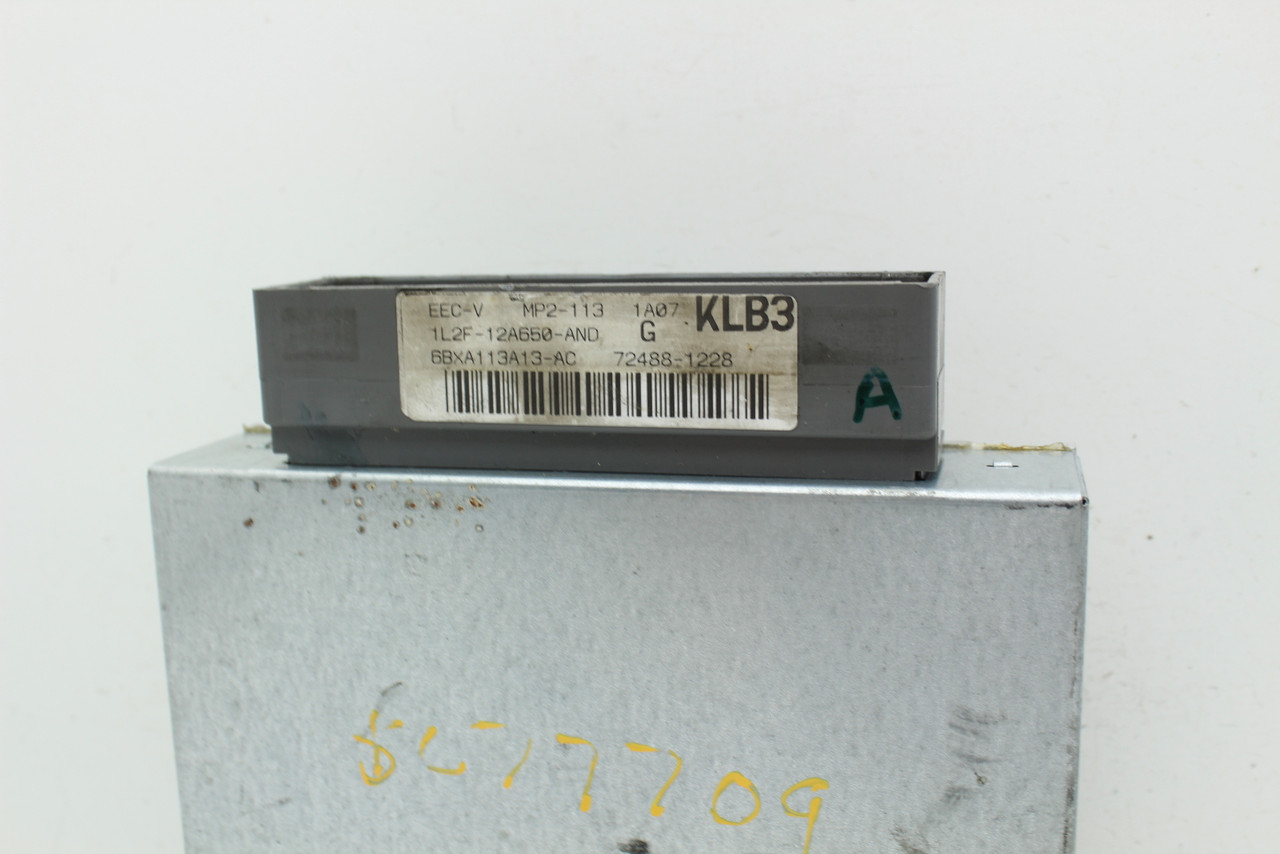 EEC-V MP2-113 1A07 KLB3
1L2F-12A650-AND G
6BXA113A13-AC 72488-1228
A